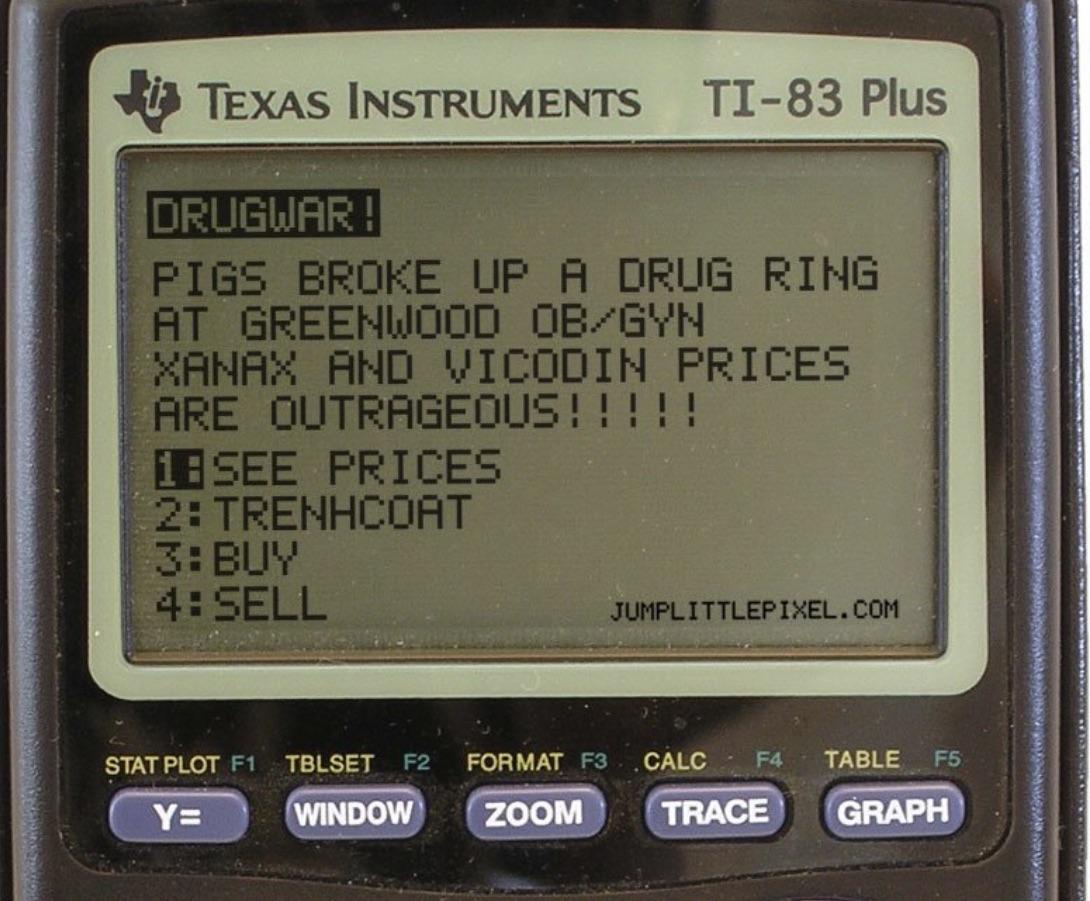 TEXAS INSTRUMENTS TI-83 Plus
DRUGWAR!
PIGS BROKE UP A DRUG RING
AT GREENWOOD OB/GYN
XANAX AND VICODIN PRICES
ARE OUTRAGEOUS!!!!!
1:SEE PRICES
2:TRENHCOAT
3:BUY
4:SELL
JUMPLITTLEPIXEL.COM
STAT PLOT F1 TBLSET F2 FORMAT F3 CALC F4 TABLE F5
Y= WINDOW ZOOM TRACE GRAPH